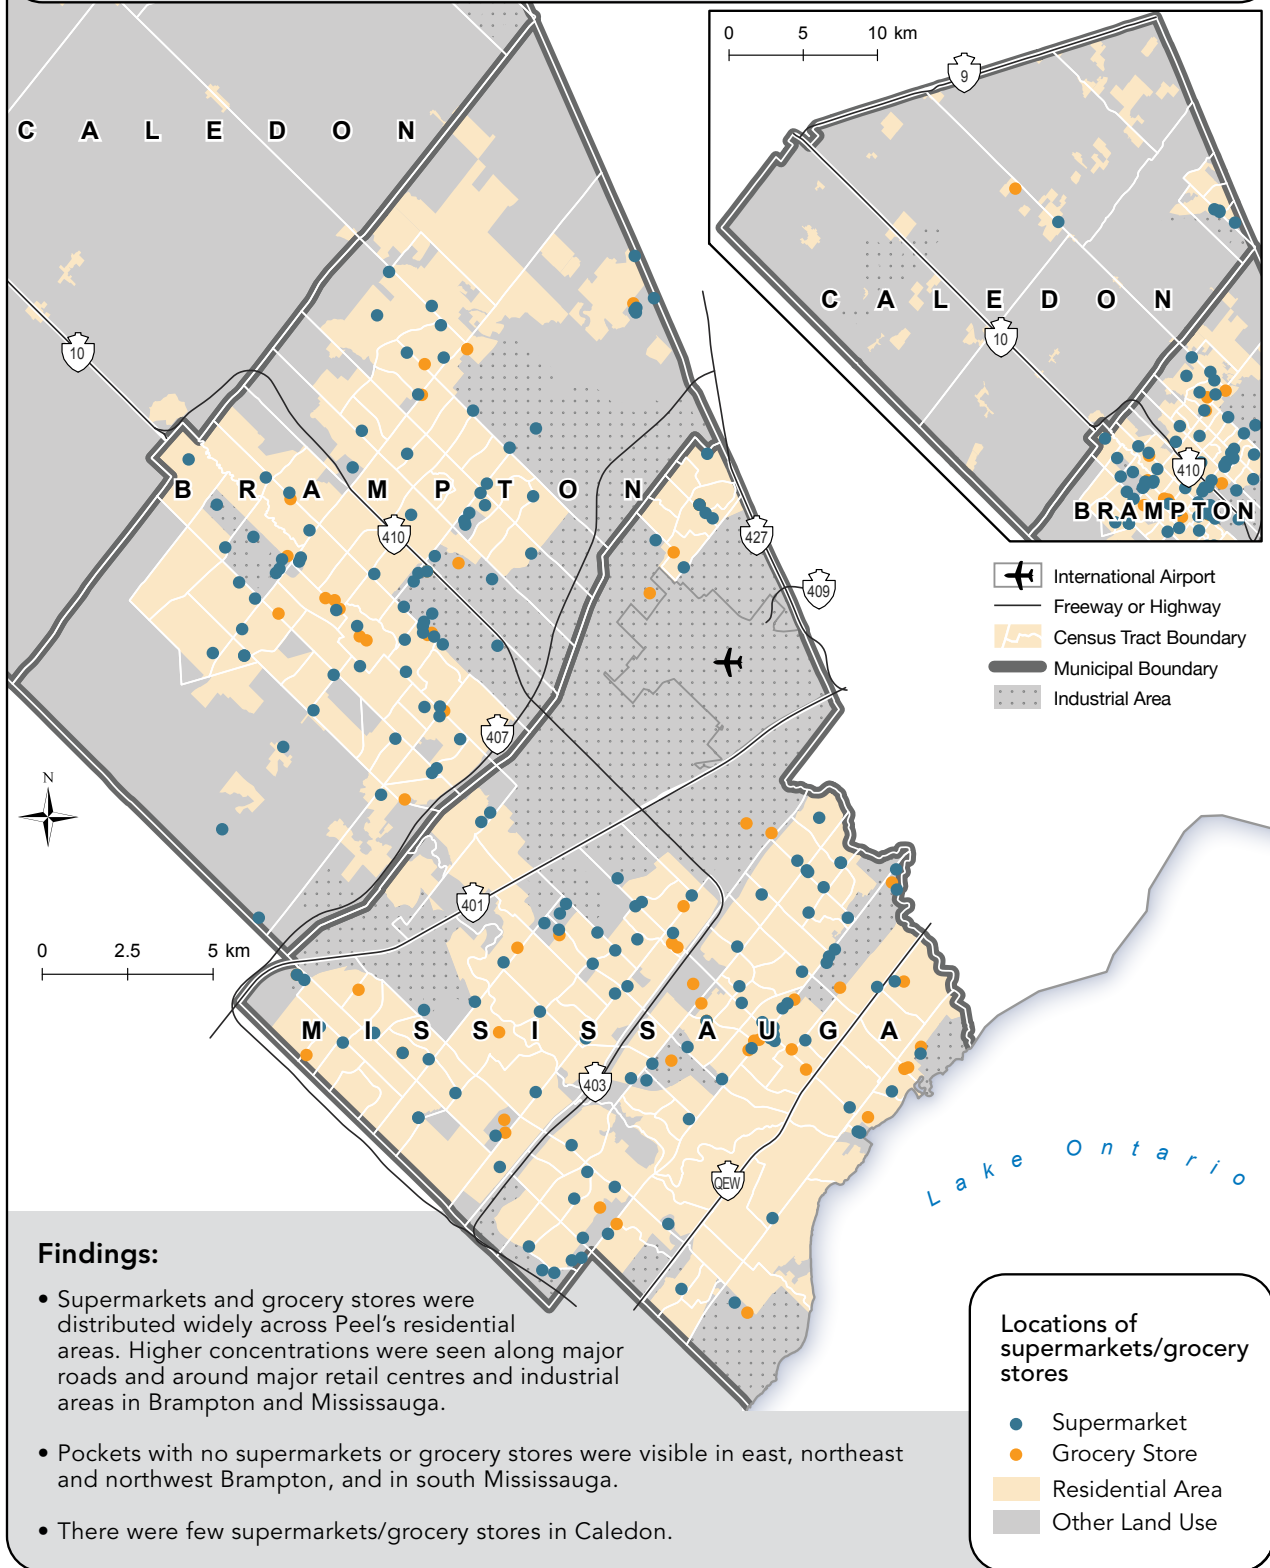 0 5 10 km
9
C A L E D O N
C A L E D O N
10
10
410
B R A M P T O N
B R A M P T O N
410
427
409
International Airport
Freeway or Highway
Census Tract Boundary
Municipal Boundary
Industrial Area
407
N
401
0 2.5 5 km
M I S S I S S A U G A
403
QEW
Lake Ontario
Findings:
• Supermarkets and grocery stores were
distributed widely across Peel's residential
areas. Higher concentrations were seen along major
roads and around major retail centres and industrial
areas in Brampton and Mississauga.
• Pockets with no supermarkets or grocery stores were visible in east, northeast
and northwest Brampton, and in south Mississauga.
• There were few supermarkets/grocery stores in Caledon.
Locations of
supermarkets/grocery
stores
Supermarket
Grocery Store
Residential Area
Other Land Use